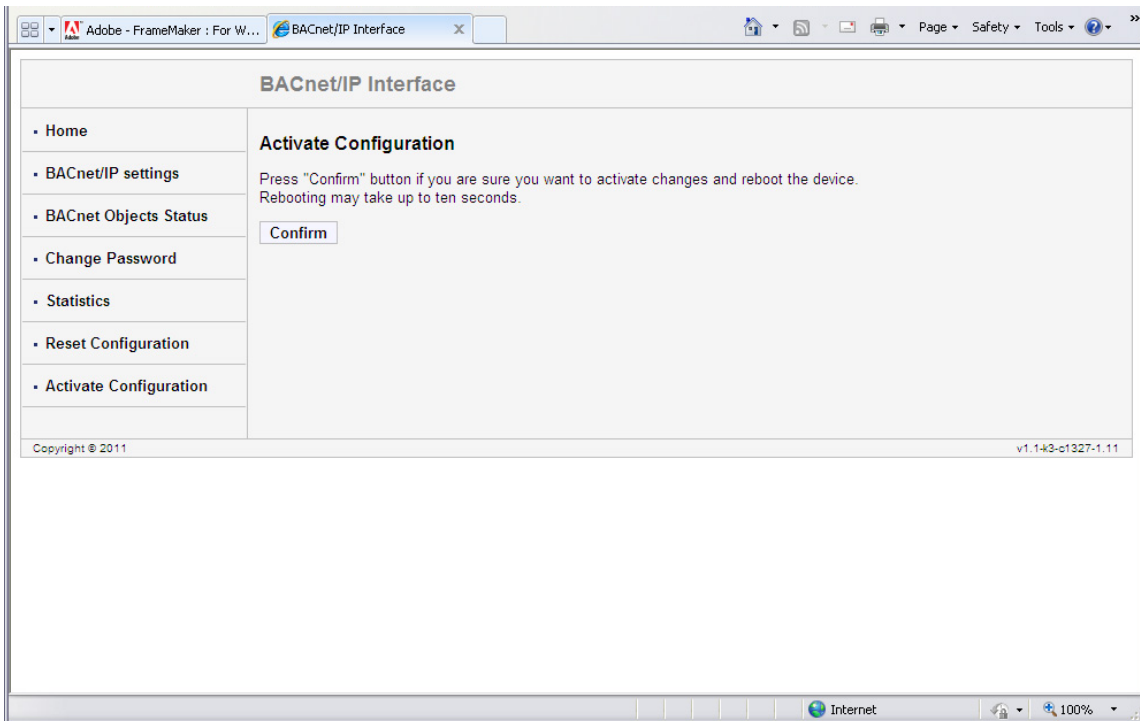 Adobe - FrameMaker : For W...
BACnet/IP Interface
Page
Safety
Tools
BACnet/IP Interface
Home
BACnet/IP settings
BACnet Objects Status
Change Password
Statistics
Reset Configuration
Activate Configuration
Activate Configuration
Press "Confirm" button if you are sure you want to activate changes and reboot the device.
Rebooting may take up to ten seconds.
Confirm
Copyright © 2011
v1.1-k3-c1327-1.11
Internet
100%